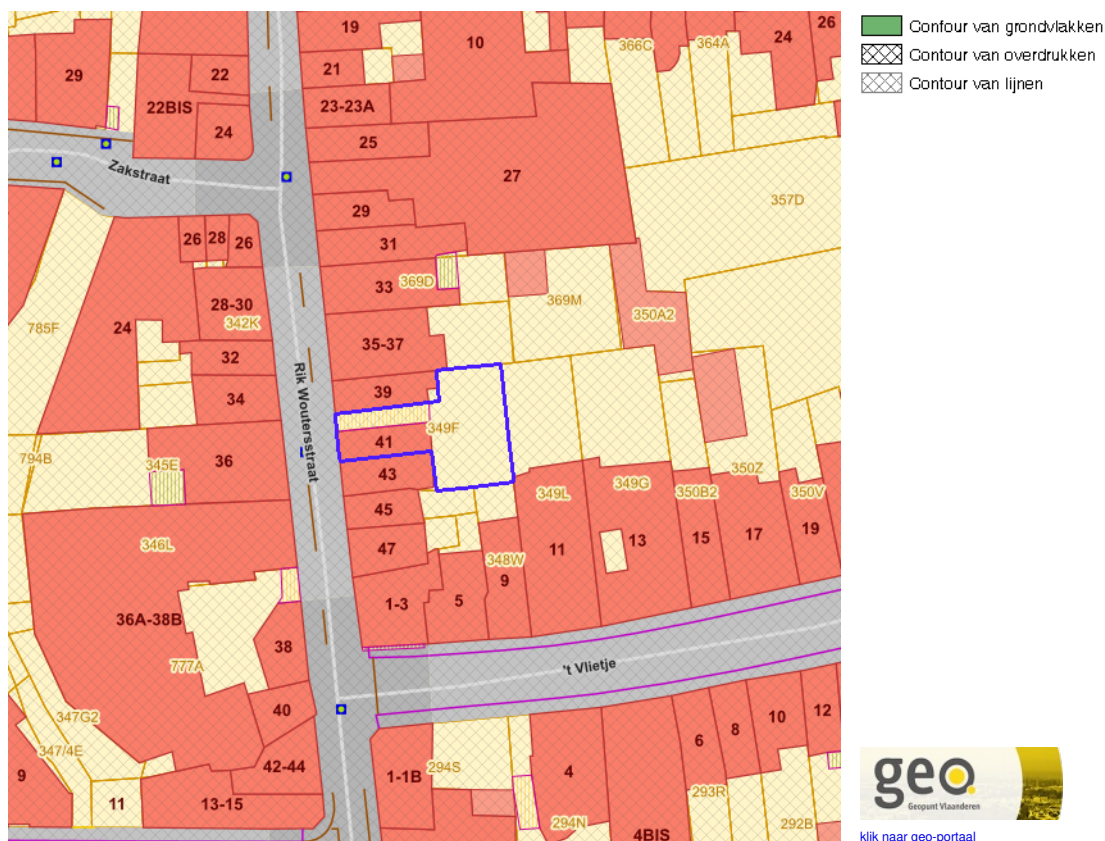 19
10
366C
364A
24
26
29
22
21
22BIS
23-23A
24
25
Zakstraat
27
357D
29
26
28
26
31
369D
33
28-30
342K
369M
350A2
785F
24
35-37
32
39
34
349F
Rik Woutersstraat
41
794B
345E
36
43
349L
349G
350B2
350Z
350V
45
346L
47
348W
9
11
13
15
17
19
1-3
5
36A-38B
38
777A
't Vlietje
40
347G2
347/4E
9
42-44
11
13-15
1-1B
294S
4
6
8
10
12
293R
294N
4BIS
292B
Contour van grondvlakken
Contour van overdrukken
Contour van lijnen
geo
Geopunt Vlaanderen
klik naar geo-portaal